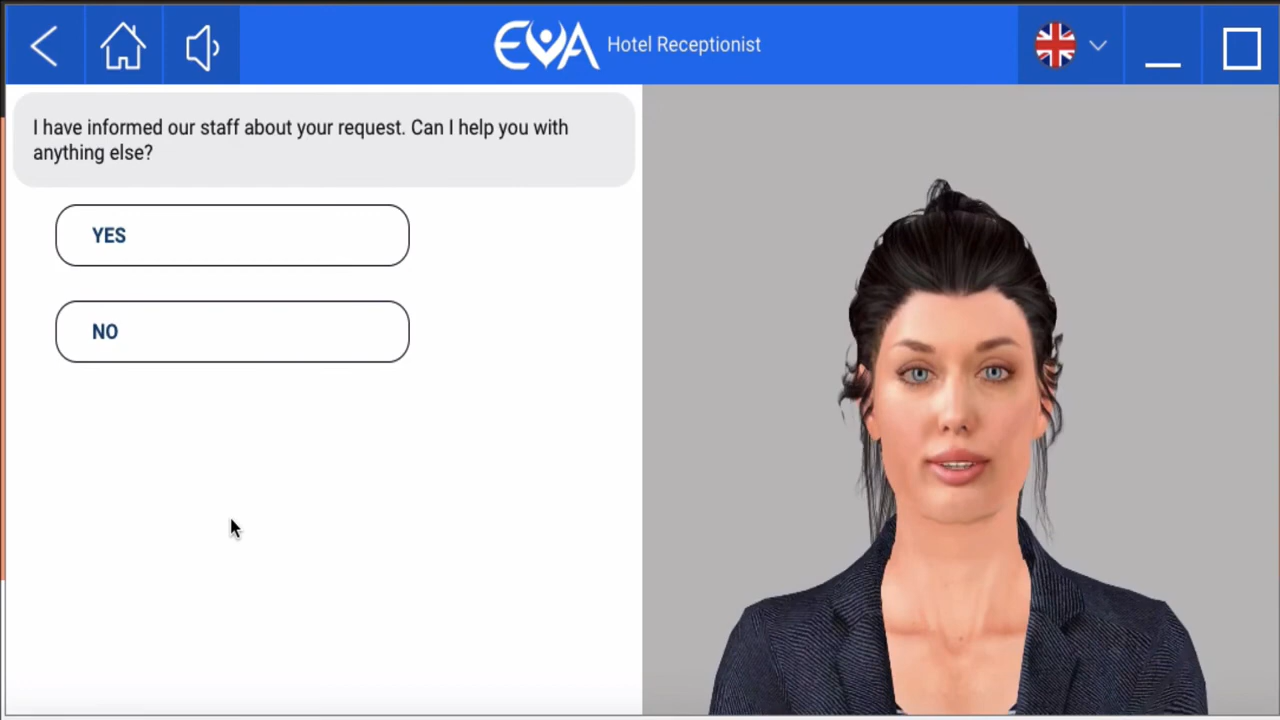 EVA Hotel Receptionist
I have informed our staff about your request. Can I help you with
anything else?
YES
NO